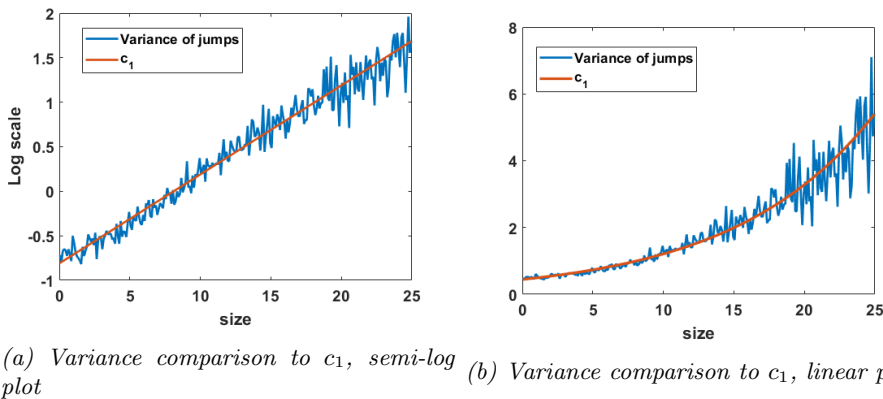 2
1.5
1
0.5
0
-0.5
-1
Log scale
Variance of jumps
c1
0 5 10 15 20 25
size
(a) Variance comparison to c1, semi-log
plot
8
6
4
2
0
Variance of jumps
c1
0 5 10 15 20 25
size
(b) Variance comparison to c1, linear p